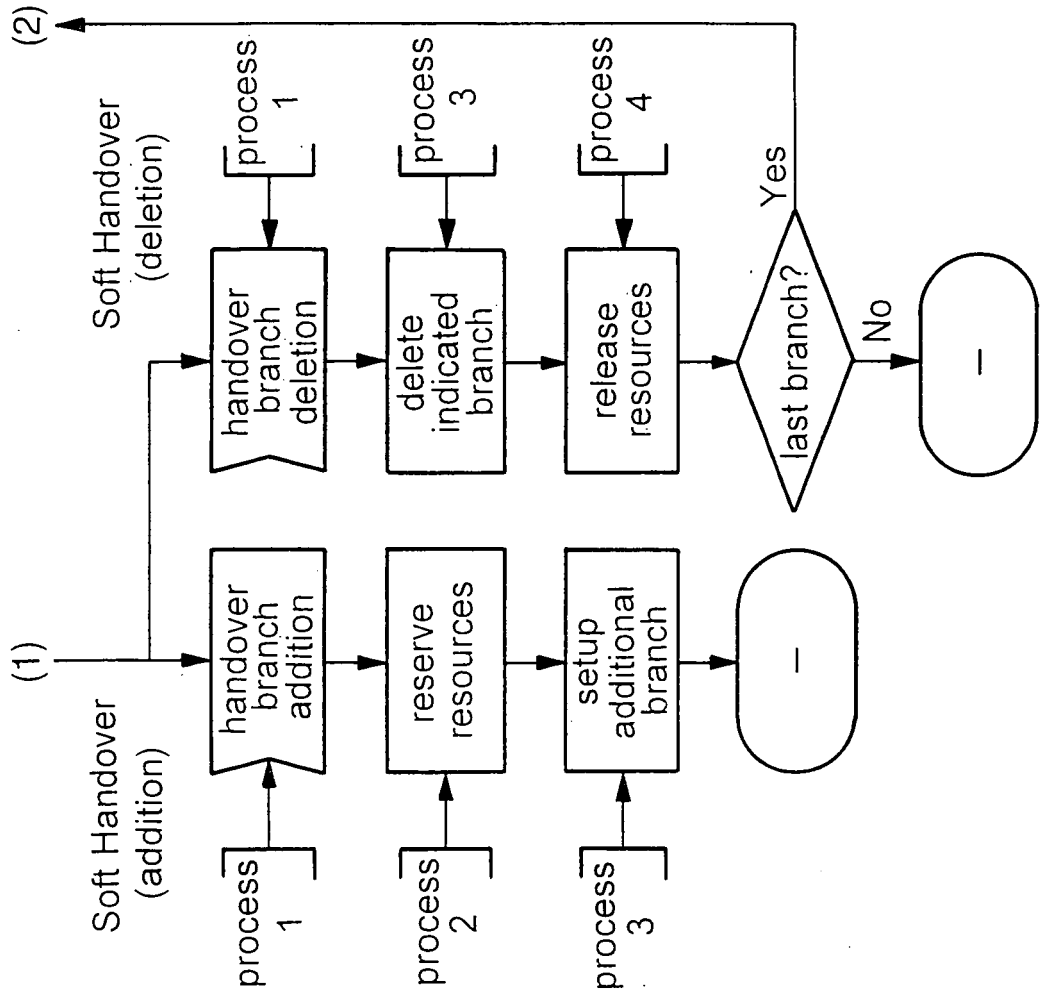 (1)
(2)
Soft Handover
(addition)
process
1
handover
branch
addition
process
2
reserve
resources
process
3
setup
additional
branch
–
Soft Handover
(deletion)
handover
branch
deletion
process
1
delete
indicated
branch
process
3
release
resources
process
4
last branch?
Yes
No
–